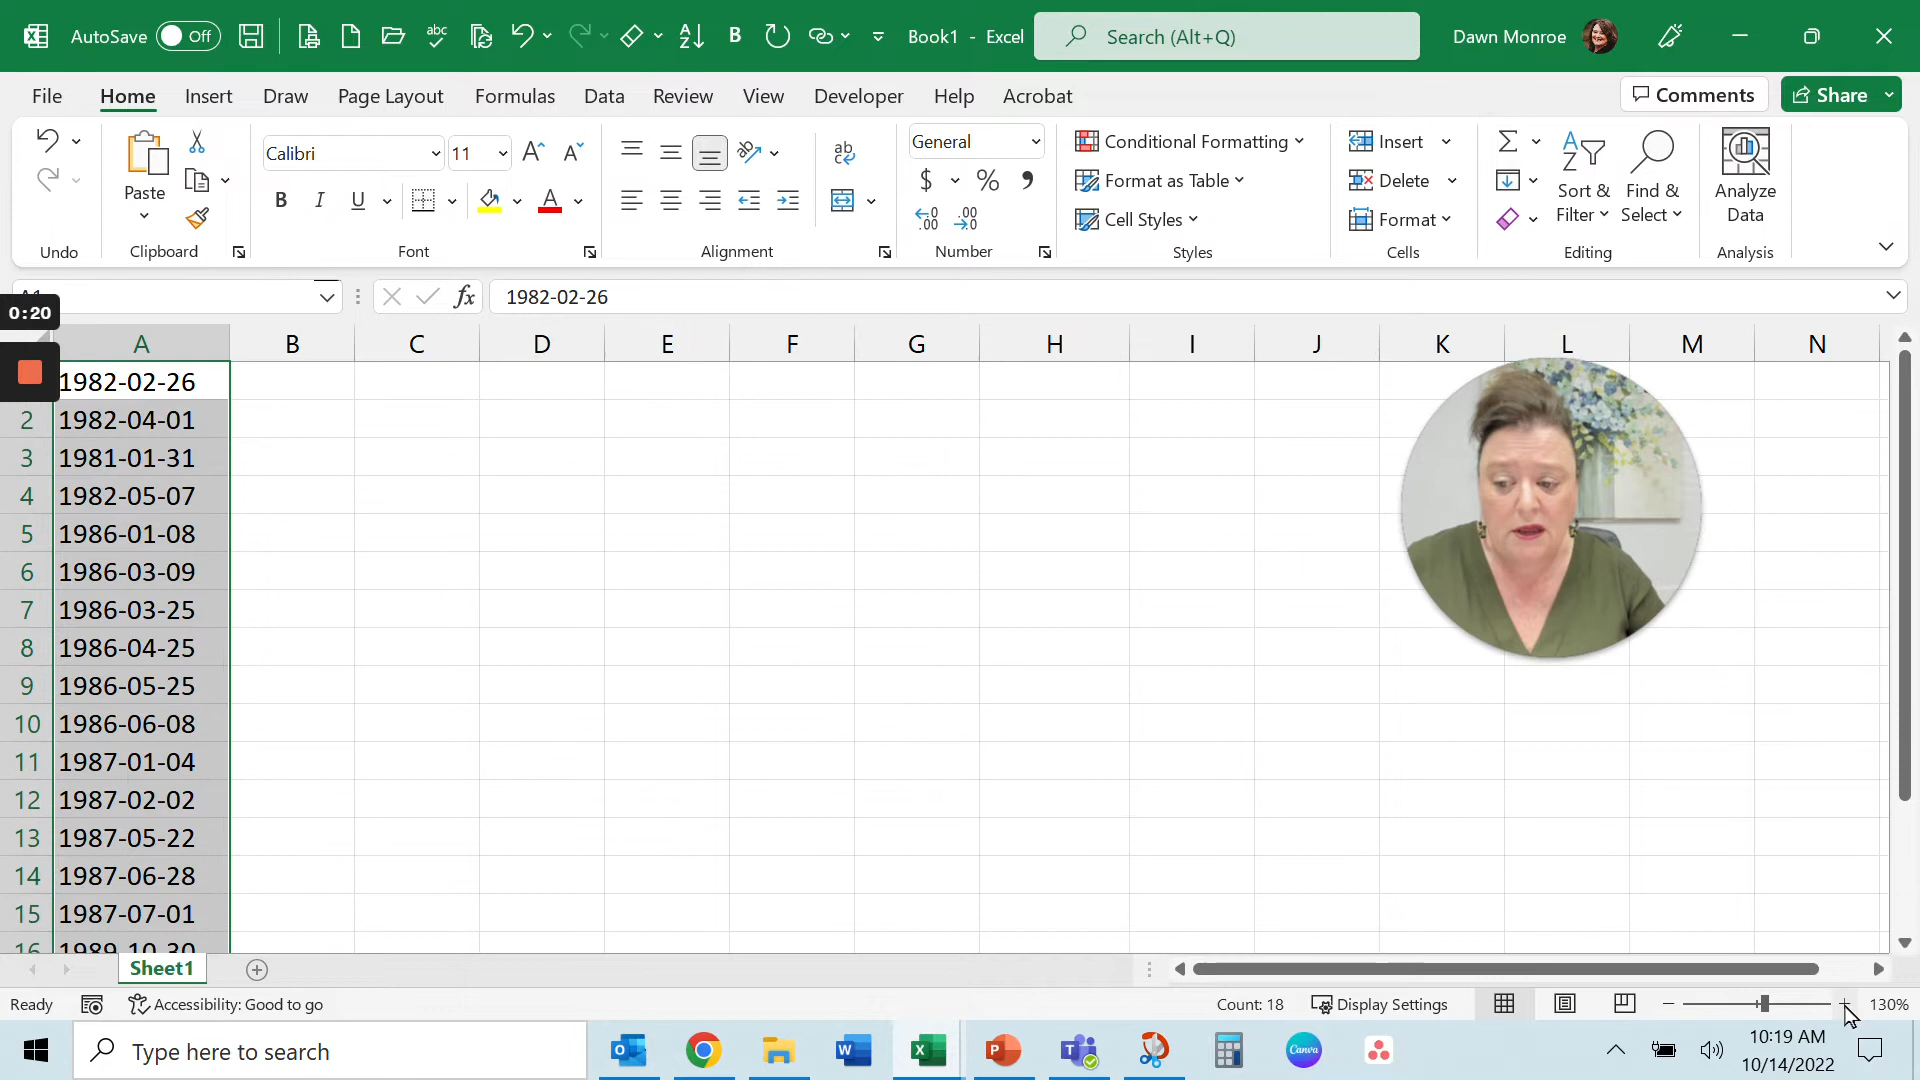 AutoSave Off abc B Book1 - Excel Search (Alt+Q) Dawn Monroe
File Home Insert Draw Page Layout Formulas Data Review View Developer Help Acrobat Comments Share
Calibri 11 A A ab c General Conditional Formatting Insert
Paste B I U A $ % , Format as Table Delete Sort & Filter Find & Select Analyze Data
.00 .00 Cell Styles Format
Undo Clipboard Font Alignment Number Styles Cells Editing Analysis
fx 1982-02-26
0:20
A B C D E F G H I J K L M N
1982-02-26
2 1982-04-01
3 1981-01-31
4 1982-05-07
5 1986-01-08
6 1986-03-09
7 1986-03-25
8 1986-04-25
9 1986-05-25
10 1986-06-08
11 1987-01-04
12 1987-02-02
13 1987-05-22
14 1987-06-28
15 1987-07-01
16 1989-10-30
Sheet1
Ready Accessibility: Good to go Count: 18 Display Settings 130%
Type here to search Canva 10:19 AM
10/14/2022